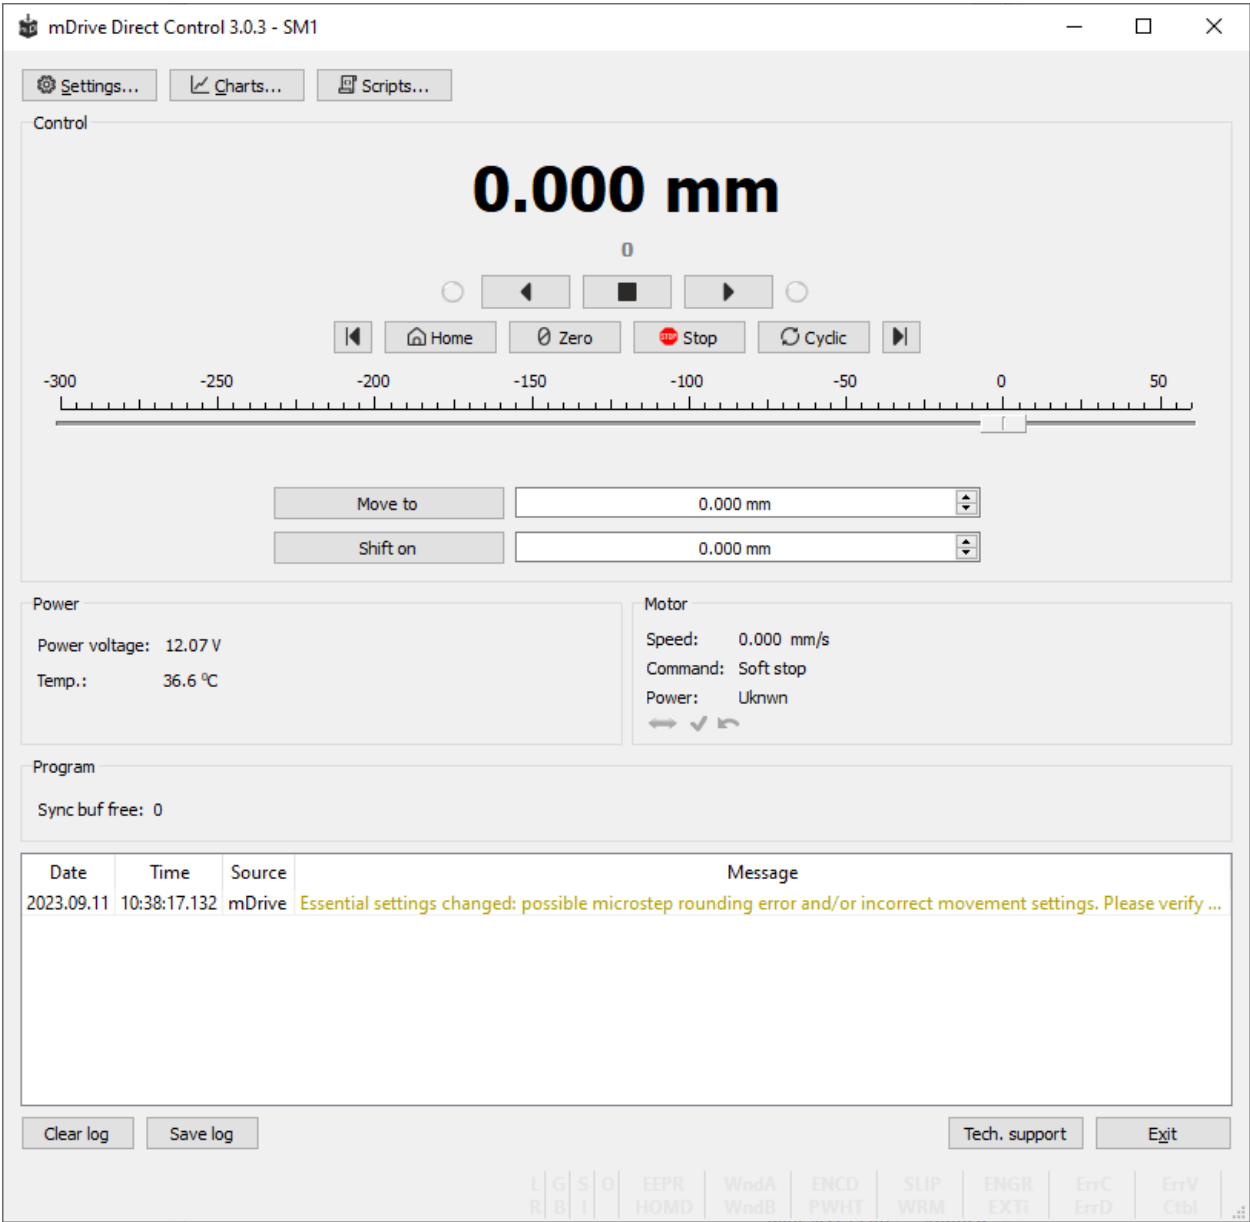 mDrive Direct Control 3.0.3 - SM1
Settings... Charts... Scripts...
Control
0.000 mm
0
Home Zero STOP Stop Cyclic
-300 -250 -200 -150 -100 -50 0 50
Move to 0.000 mm
Shift on 0.000 mm
Power
Power voltage: 12.07 V
Temp.: 36.6 ºC
Motor
Speed: 0.000 mm/s
Command: Soft stop
Power: Uknwn
Program
Sync buf free: 0
Date Time Source Message
2023.09.11 10:38:17.132 mDrive Essential settings changed: possible microstep rounding error and/or incorrect movement settings. Please verify ...
Clear log Save log Tech. support Exit
L G S O EEPR WndA ENCD SLIP ENGR ErrC ErrV
R B I HOMD WndB PWHT WRM EXTi ErrD Ctbl